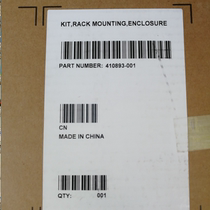 KIT,RACK MOUNTING,ENCLOSURE
PART NUMBER: 410893-001
CN
MADE IN CHINA
QTY: 001